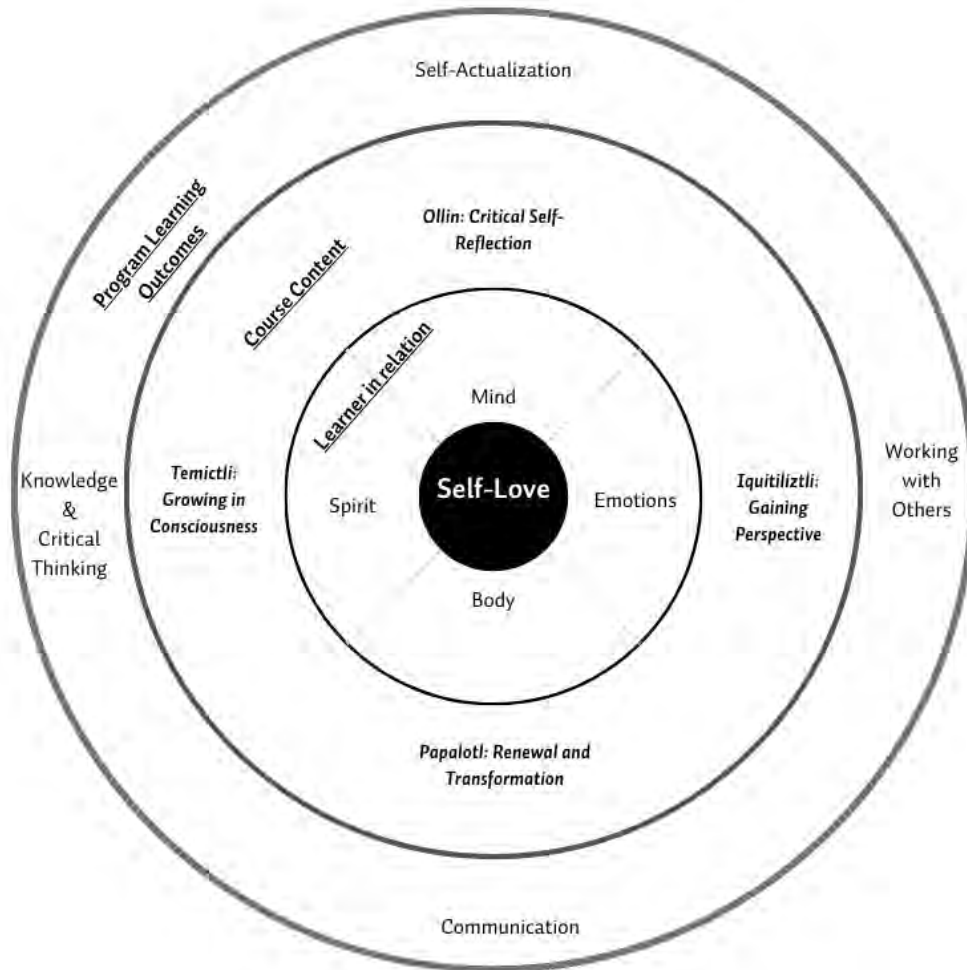 Self-Actualization
Program Learning
Outcomes
Course Content
Learner in relation
Ollin: Critical Self-
Reflection
Mind
Self-Love
Spirit
Emotions
Body
Knowledge
&
Critical
Thinking
Temictli:
Growing in
Consciousness
Iquitiliztli:
Gaining
Perspective
Working
with
Others
Papalotl: Renewal and
Transformation
Communication